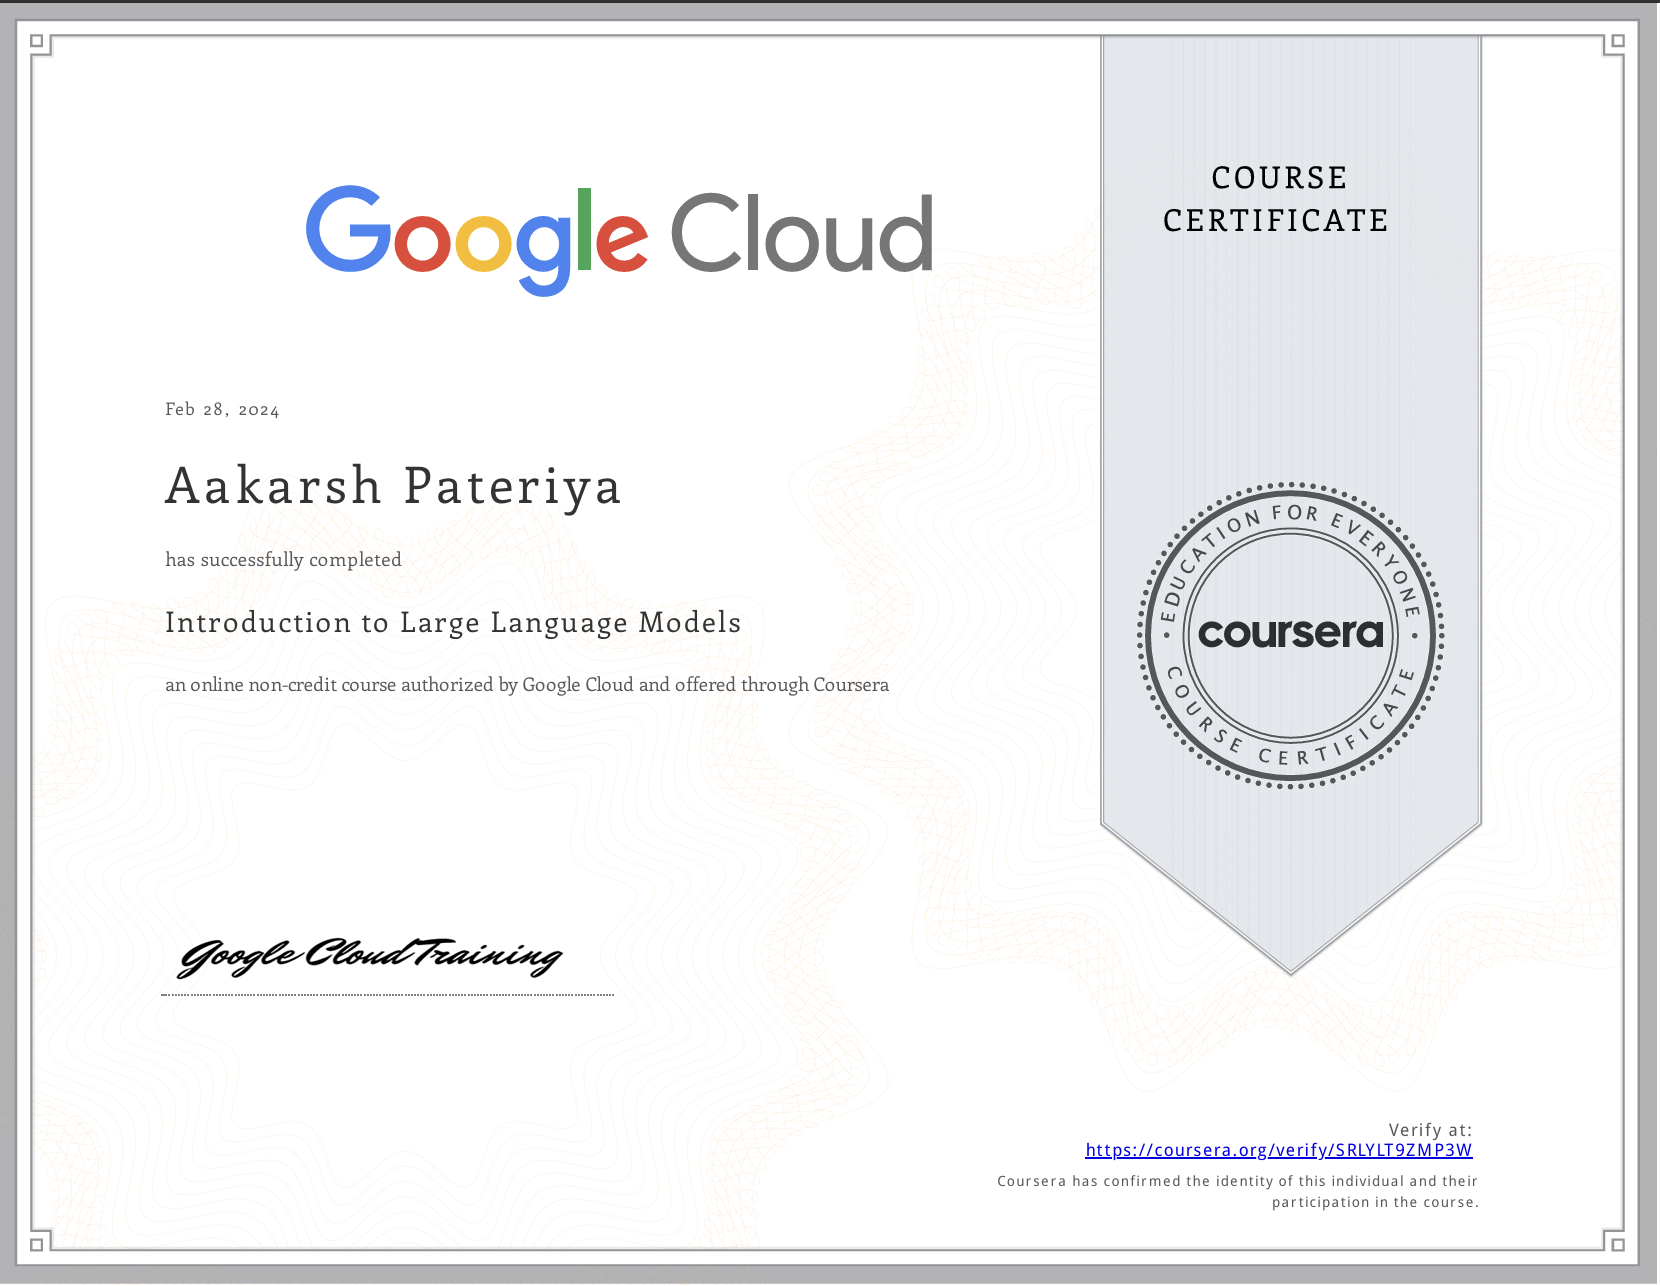 Google Cloud
COURSE
CERTIFICATE
Feb 28, 2024
Aakarsh Pateriya
has successfully completed
Introduction to Large Language Models
an online non-credit course authorized by Google Cloud and offered through Coursera
EDUCATION FOR EVERYONE
coursera
COURSE CERTIFICATE
Google Cloud Training
Verify at:
https://coursera.org/verify/SRLYLT9ZMP3W
Coursera has confirmed the identity of this individual and their
participation in the course.